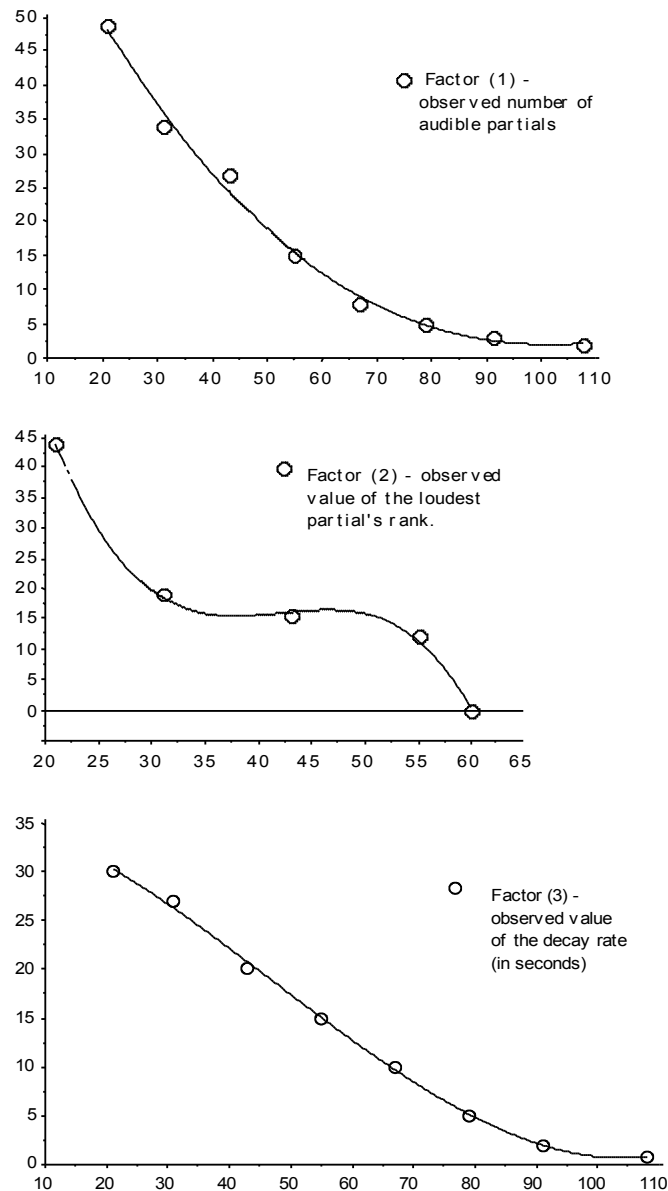 50
45
40
35
30
25
20
15
10
5
0
10 20 30 40 50 60 70 80 90 100 110
Factor (1) -
observed number of
audible partials
45
40
35
30
25
20
15
10
5
0
20 25 30 35 40 45 50 55 60 65
Factor (2) - observed
value of the loudest
partial's rank.
35
30
25
20
15
10
5
0
10 20 30 40 50 60 70 80 90 100 110
Factor (3) -
observed value
of the decay rate
(in seconds)